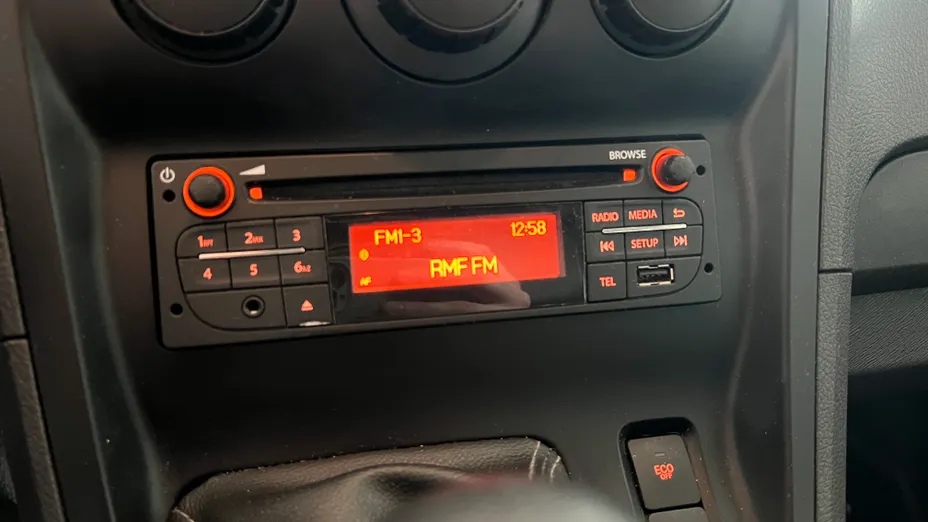 BROWSE
1
2
3
RADIO
MEDIA
FM1-3
12:58
4
5
6
SETUP
AF
RMF FM
TEL
ECO
OFF